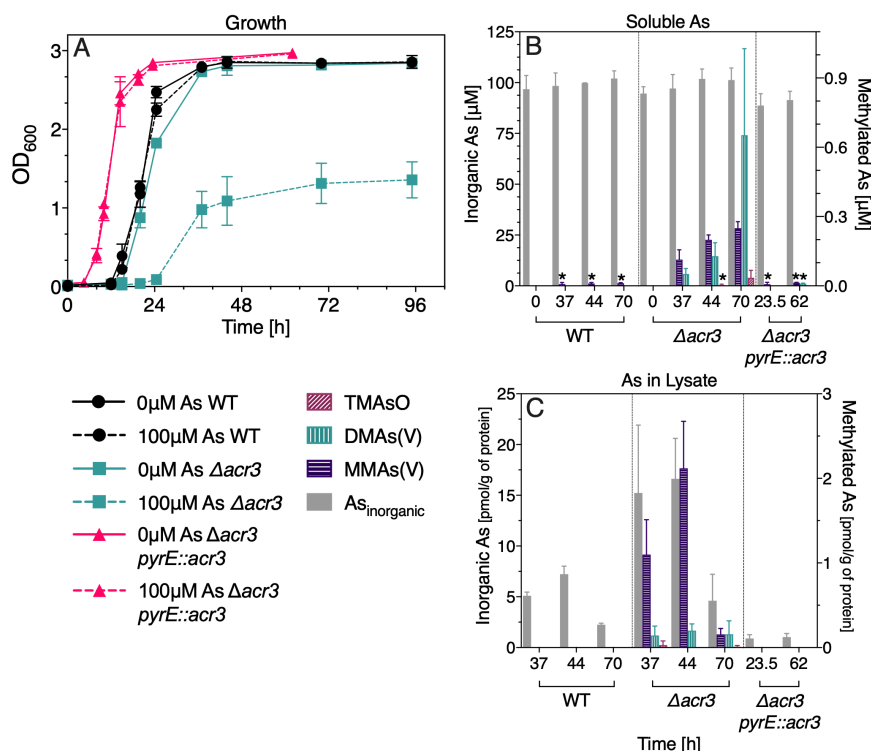 Growth
A
3
2
1
0
OD600
0 24 48 72 96
Time [h]
Soluble As
B
125
100
75
50
25
0
Inorganic As [µM]
0.9
0.6
0.3
0.0
Methylated As [µM]
* * * * * **
0 37 44 70 0 37 44 70 23.5 62
WT Δacr3 Δacr3
pyrE::acr3
0µM As WT
100µM As WT
0µM As Δacr3
100µM As Δacr3
0µM As Δacr3
pyrE::acr3
100µM As Δacr3
pyrE::acr3
TMAsO
DMAs(V)
MMAs(V)
Asinorganic
As in Lysate
C
25
20
15
10
5
0
Inorganic As [pmol/g of protein]
3
2
1
0
Methylated As [pmol/g of protein]
37 44 70 37 44 70 23.5 62
WT Δacr3 Δacr3
pyrE::acr3
Time [h]